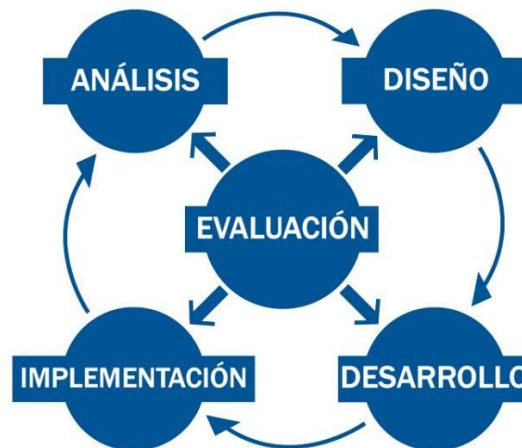 ANÁLISIS
DISEÑO
EVALUACIÓN
IMPLEMENTACIÓN
DESARROLLO